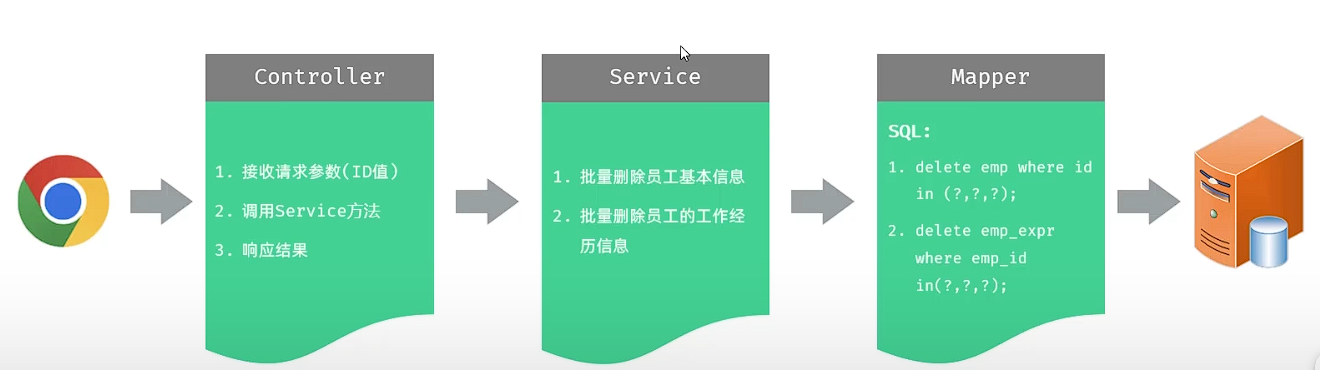 Controller
1. 接收请求参数(ID值)
2. 调用Service方法
3. 响应结果
Service
1. 批量删除员工基本信息
2. 批量删除员工的工作经
历信息
Mapper
SQL:
1. delete emp where id
in (?,?,?);
2. delete emp_expr
where emp_id
in(?,?,?);